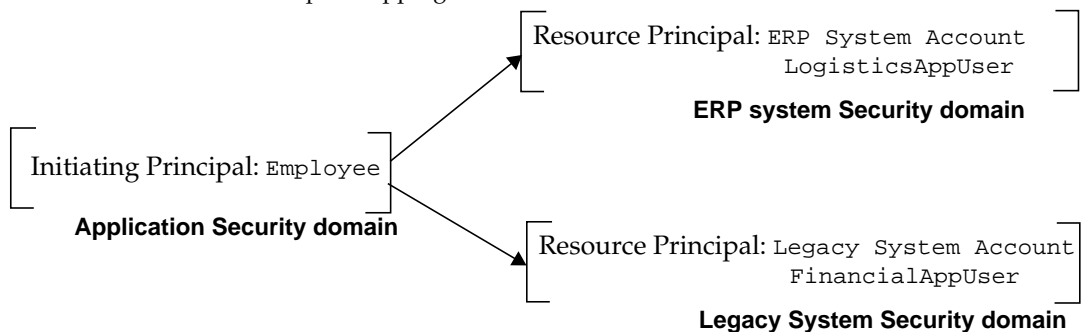 Resource Principal: ERP System Account
LogisticsAppUser
ERP system Security domain
Initiating Principal: Employee
Application Security domain
Resource Principal: Legacy System Account
FinancialAppUser
Legacy System Security domain